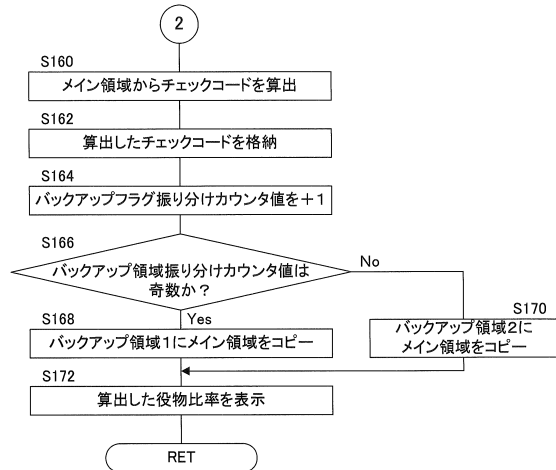 2
S160
メイン領域からチェックコードを算出
S162
算出したチェックコードを格納
S164
バックアップフラグ振り分けカウンタ値を+1
S166
バックアップ領域振り分けカウンタ値は
奇数か?
No
Yes
S168
バックアップ領域1にメイン領域をコピー
S170
バックアップ領域2に
メイン領域をコピー
S172
算出した役物比率を表示
RET